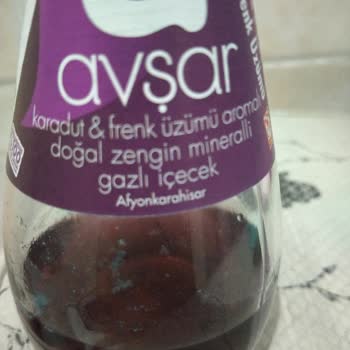 avşar
karadut & frenk üzümü aromalı
doğal zengin mineralli
gazlı içecek
Afyonkarahisar